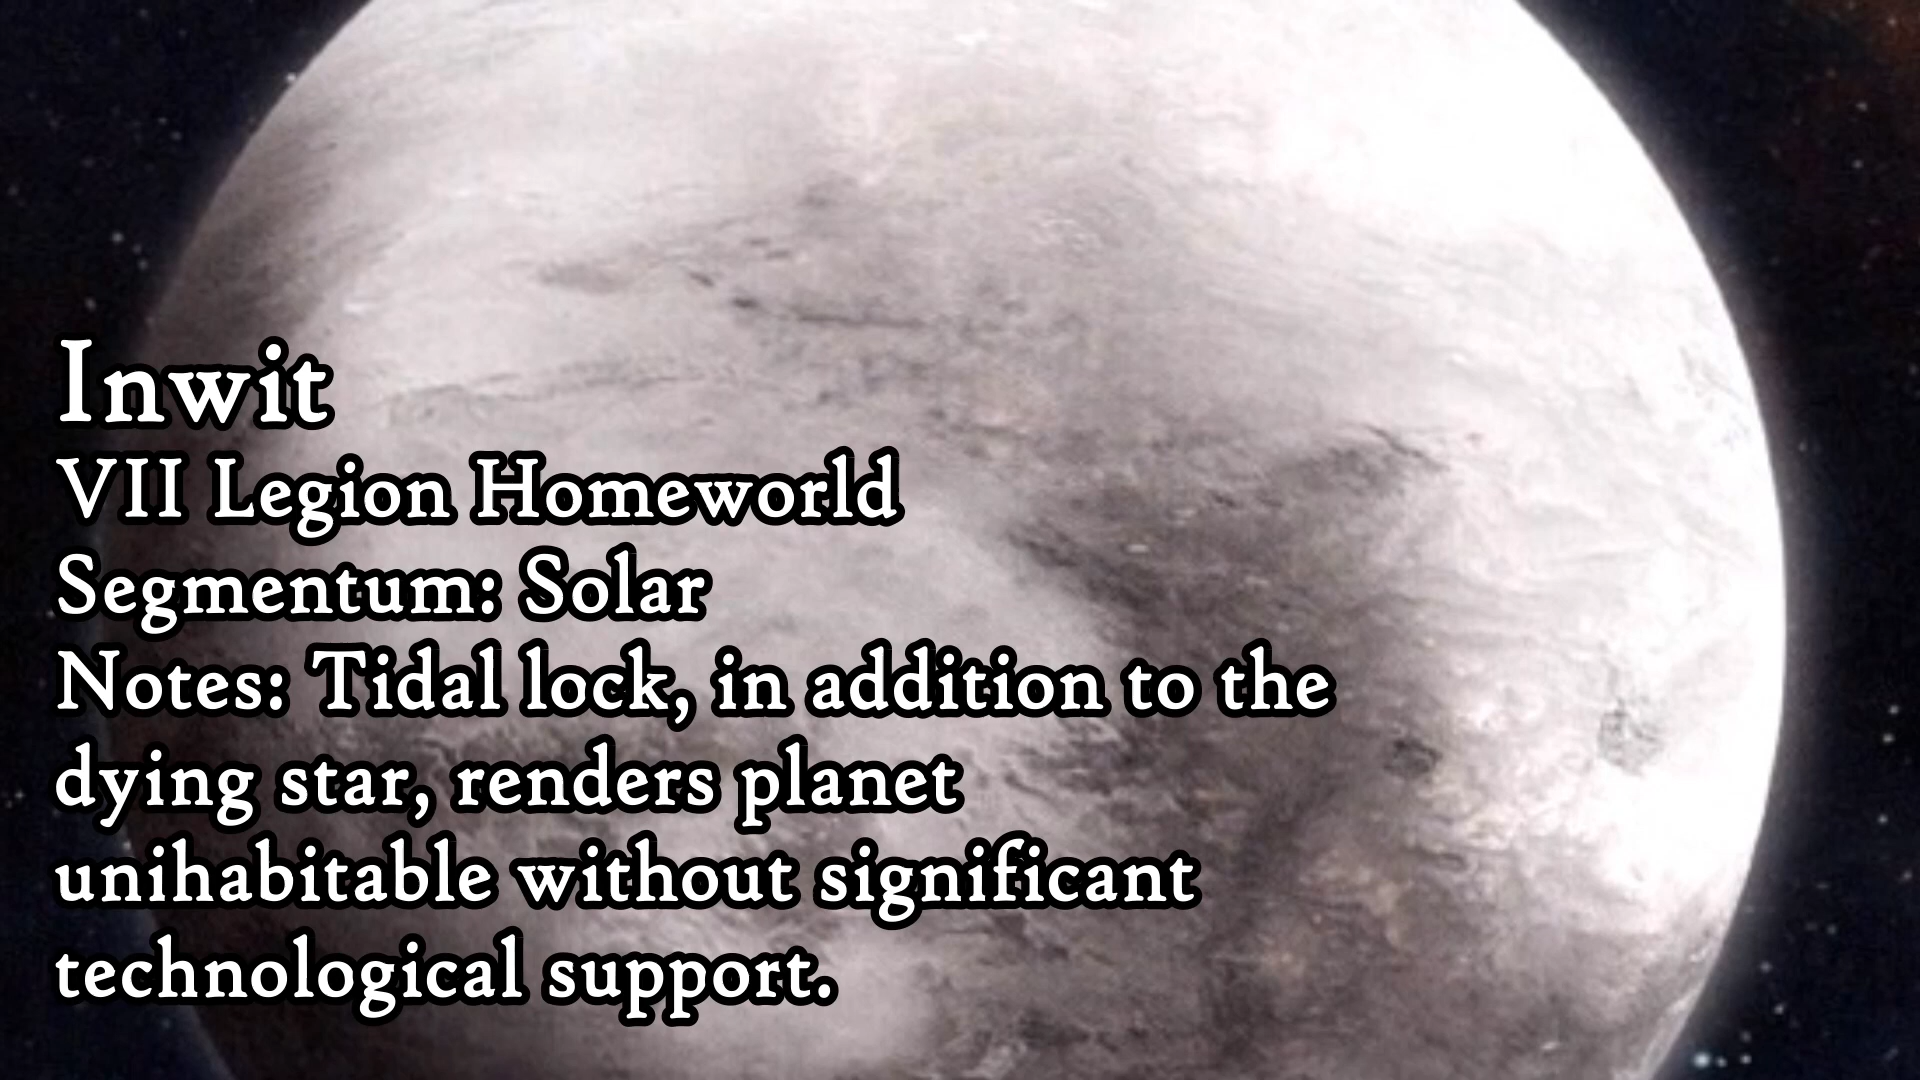 Inwit
VII Legion Homeworld
Segmentum: Solar
Notes: Tidal lock, in addition to the
dying star, renders planet
unihabitable without significant
technological support.